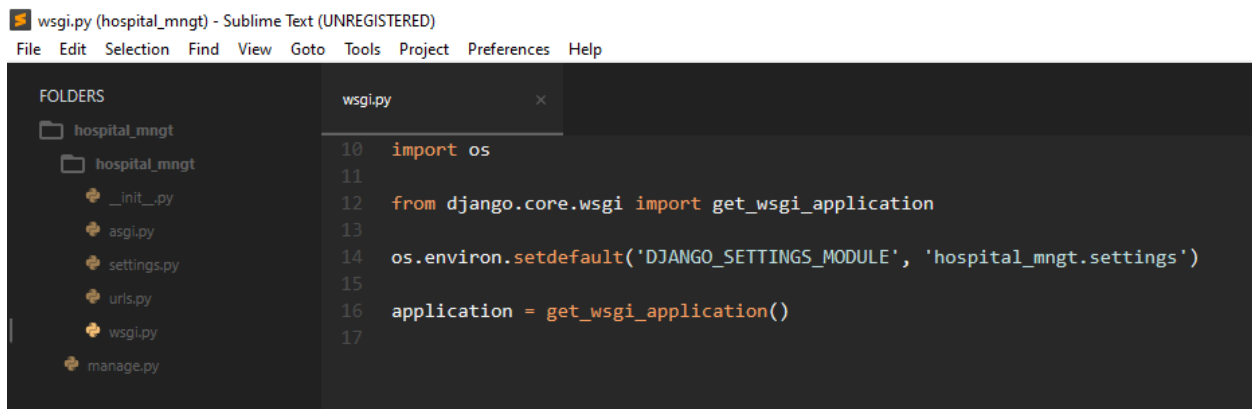 wsgi.py (hospital_mngt) - Sublime Text (UNREGISTERED)
File Edit Selection Find View Goto Tools Project Preferences Help
FOLDERS
hospital_mngt
hospital_mngt
__init__.py
asgi.py
settings.py
urls.py
wsgi.py
manage.py
wsgi.py ×
10 import os
11
12 from django.core.wsgi import get_wsgi_application
13
14 os.environ.setdefault('DJANGO_SETTINGS_MODULE', 'hospital_mngt.settings')
15
16 application = get_wsgi_application()
17